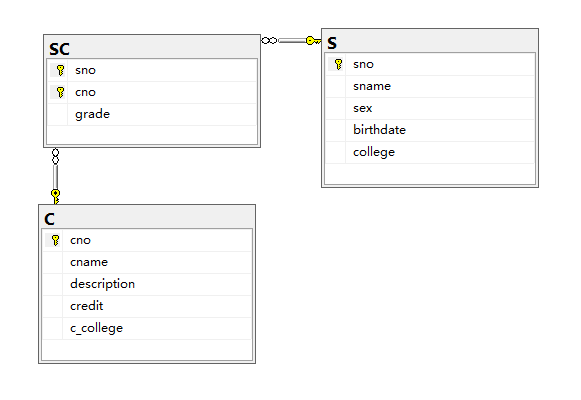 SC
sno
cno
grade
S
sno
sname
sex
birthdate
college
C
cno
cname
description
credit
c_college